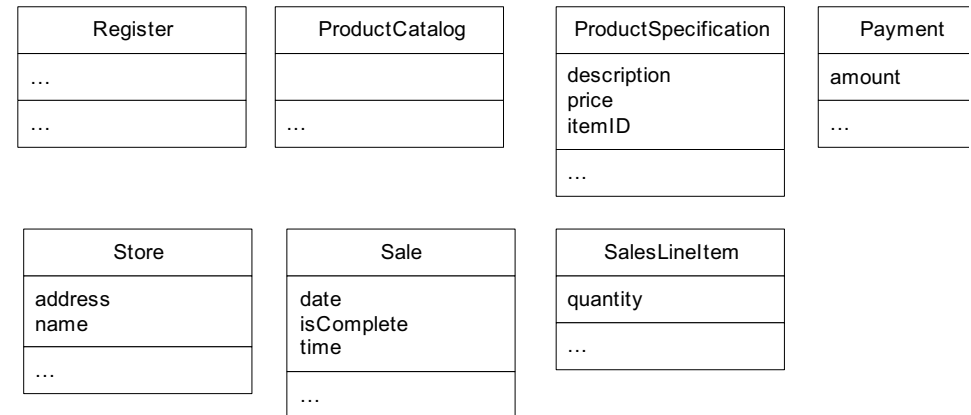 Register
…
…
ProductCatalog
…
ProductSpecification
description
price
itemID
…
Payment
amount
…
Store
address
name
…
Sale
date
isComplete
time
…
SalesLineItem
quantity
…